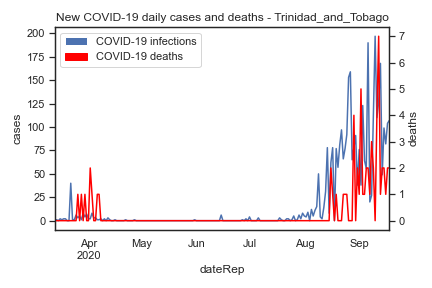 New COVID-19 daily cases and deaths - Trinidad_and_Tobago
COVID-19 infections
COVID-19 deaths
cases
200
175
150
125
100
75
50
25
0
deaths
7
6
5
4
3
2
1
0
Apr May Jun Jul Aug Sep
2020
dateRep